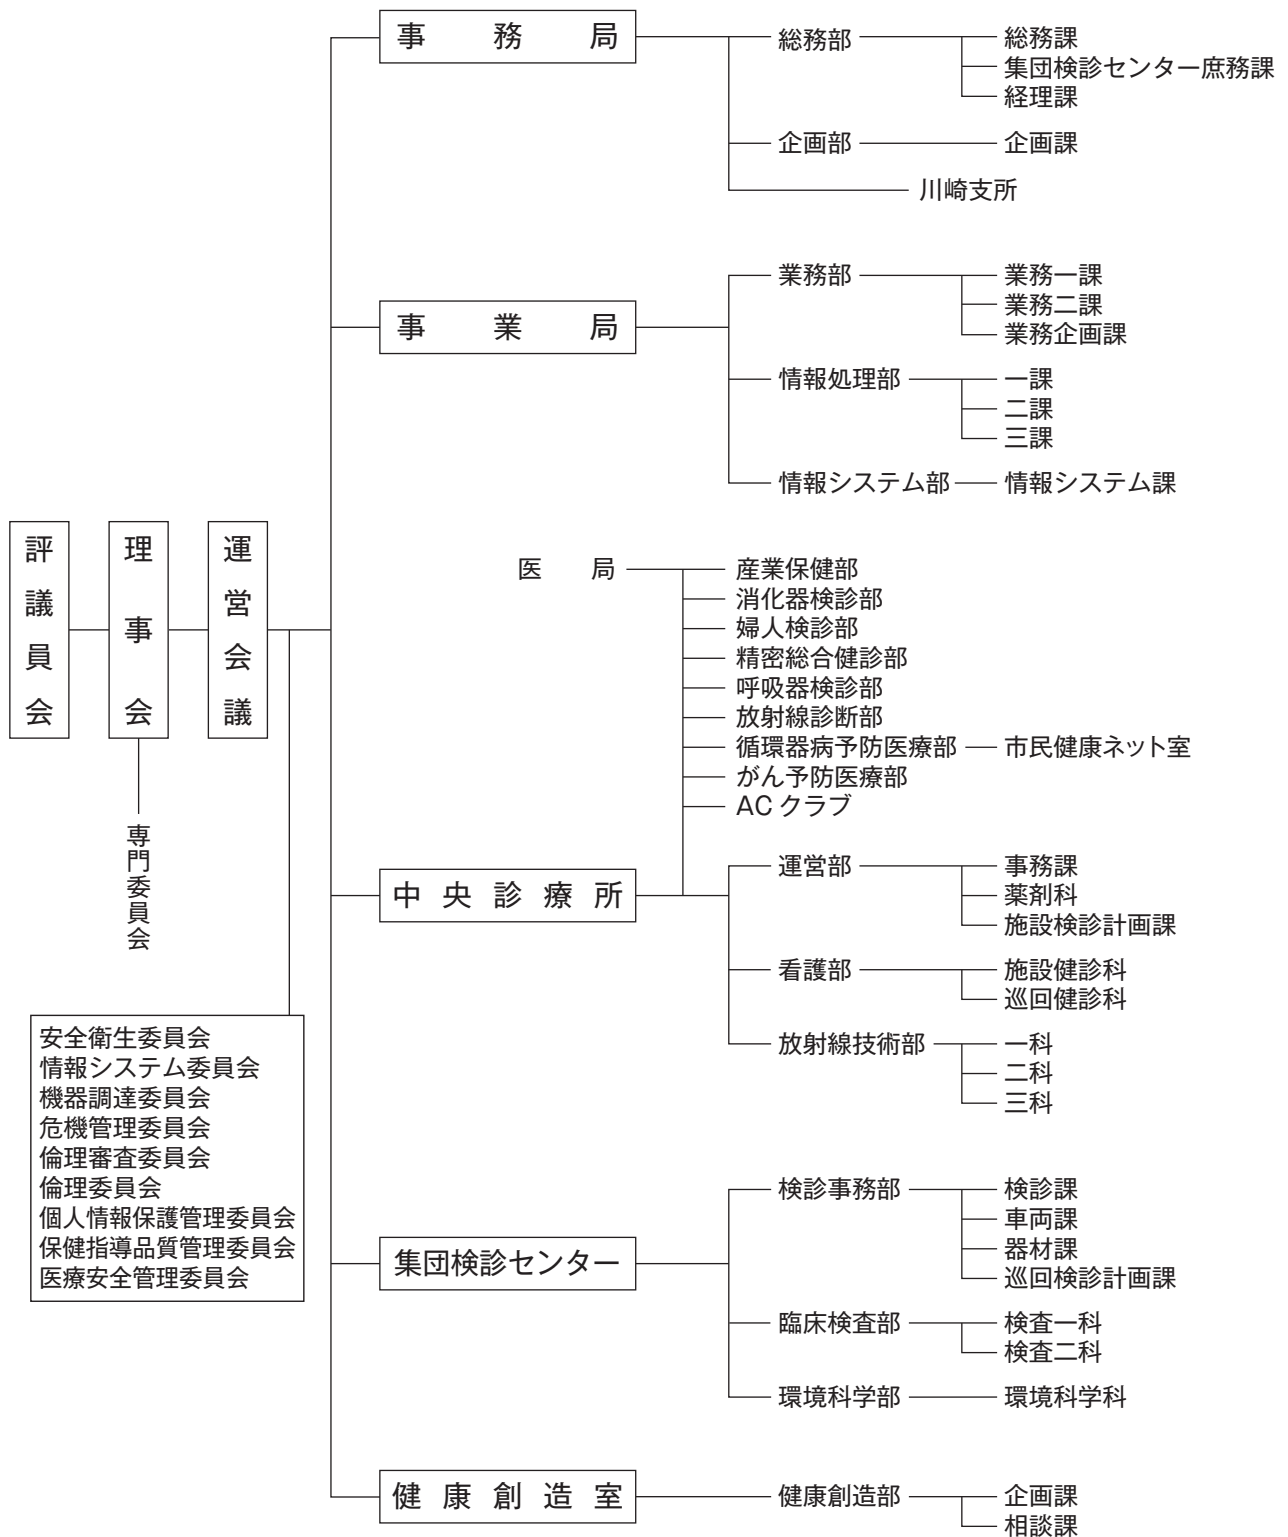 評議員会
理事会
運営会議
専門委員会
安全衛生委員会
情報システム委員会
機器調達委員会
危機管理委員会
倫理審査委員会
倫理委員会
個人情報保護管理委員会
保健指導品質管理委員会
医療安全管理委員会
事務局
総務部
総務課
集団検診センター庶務課
経理課
企画部
企画課
川崎支所
事業局
業務部
業務一課
業務二課
業務企画課
情報処理部
一課
二課
三課
情報システム部
情報システム課
医局
産業保健部
消化器検診部
婦人検診部
精密総合健診部
呼吸器検診部
放射線診断部
循環器病予防医療部
市民健康ネット室
がん予防医療部
ACクラブ
中央診療所
運営部
事務課
薬剤科
施設検診計画課
看護部
施設健診科
巡回健診科
放射線技術部
一科
二科
三科
集団検診センター
検診事務部
検診課
車両課
器材課
巡回検診計画課
臨床検査部
検査一科
検査二科
環境科学部
環境科学科
健康創造室
健康創造部
企画課
相談課